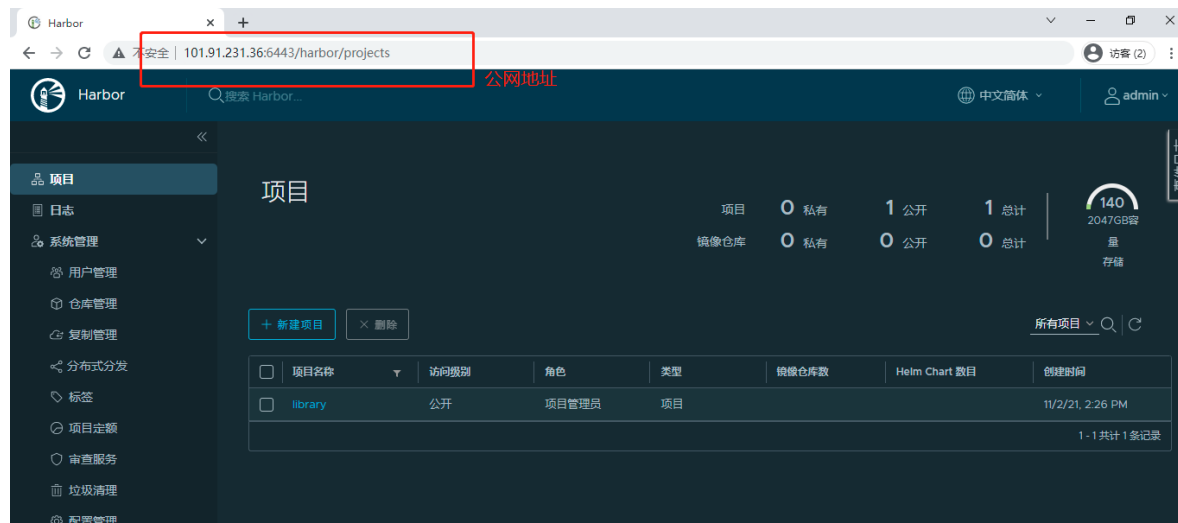 Harbor
不安全 | 101.91.231.36:6443/harbor/projects
访客 (2)
公网地址
Harbor
搜索 Harbor...
中文简体
admin
项目
日志
系统管理
用户管理
仓库管理
复制管理
分布式分发
标签
项目定额
审查服务
垃圾清理
配置管理
项目
项目 0 私有 1 公开 1 总计
镜像仓库 0 私有 0 公开 0 总计
140
2047GB容
量
存储
+ 新建项目
× 删除
所有项目
项目名称 访问级别 角色 类型 镜像仓库数 Helm Chart 数目 创建时间
library 公开 项目管理员 项目 11/2/21, 2:26 PM
1 - 1 共计 1 条记录